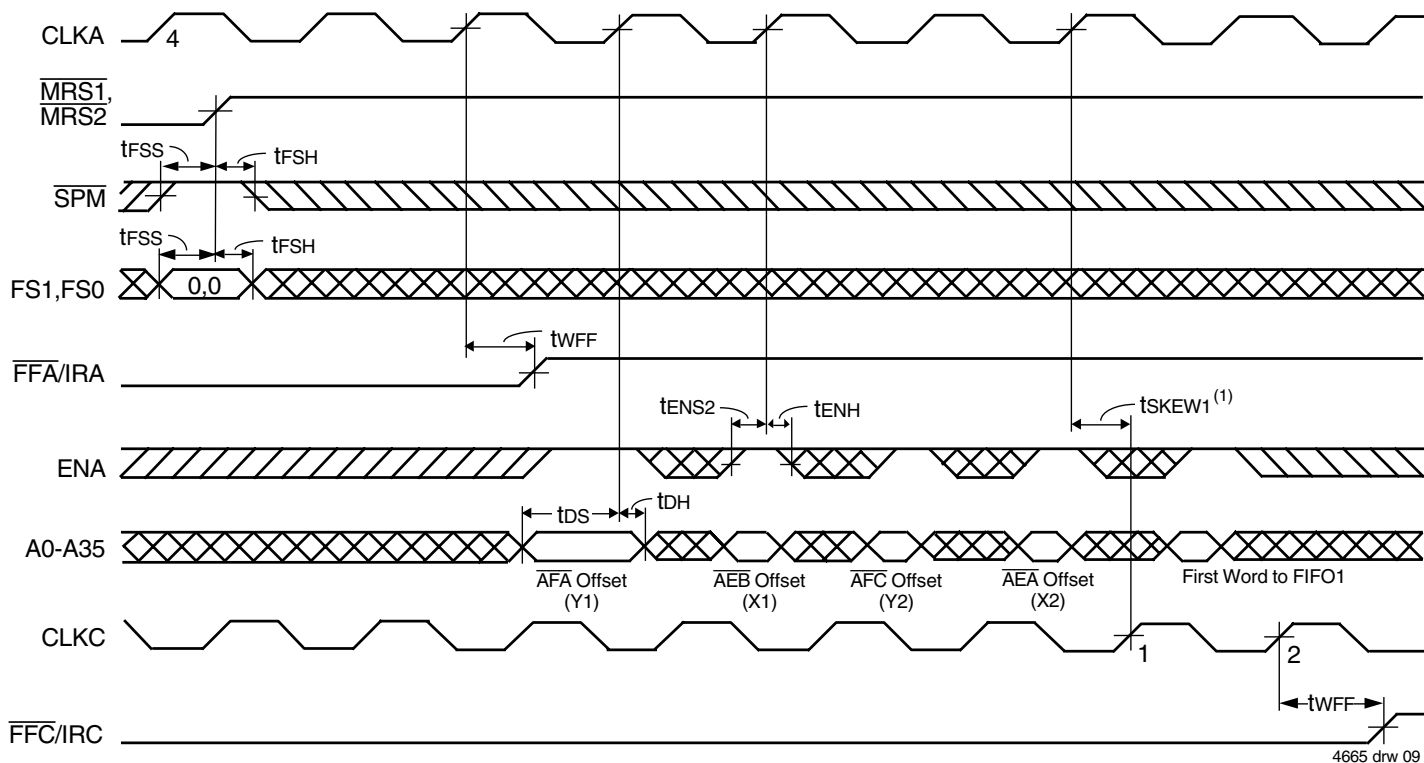 CLKA
4
MRS1,
MRS2
tFSS
tFSH
SPM
tFSS
tFSH
FS1,FS0
0,0
tWFF
FFA/IRA
tENS2
tENH
tSKEW1(1)
ENA
tDS
tDH
A0-A35
AFA Offset
(Y1)
AEB Offset
(X1)
AFC Offset
(Y2)
AEA Offset
(X2)
First Word to FIFO1
CLKC
1
2
tWFF
FFC/IRC
4665 drw 09